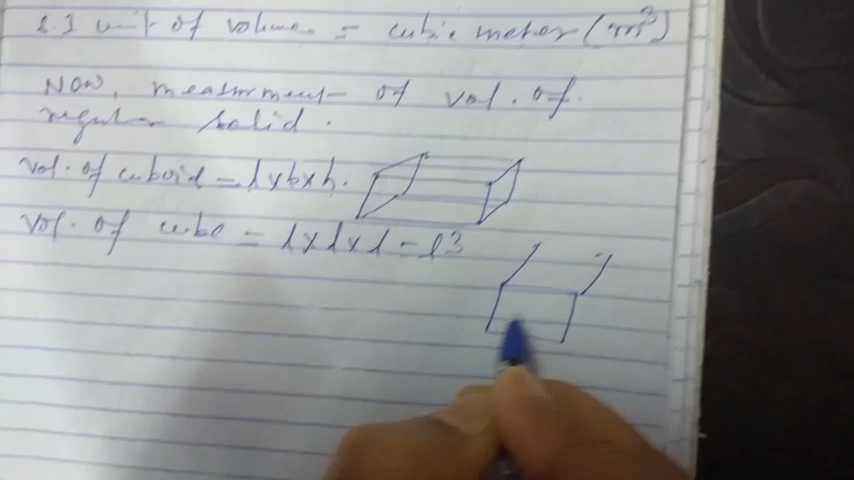 S.I unit of volume = cubic meter (m³)
Now, measurment of vol. of
regular solid.
vol. of cuboid = l x b x h.
vol. of cube = l x l x l = l3